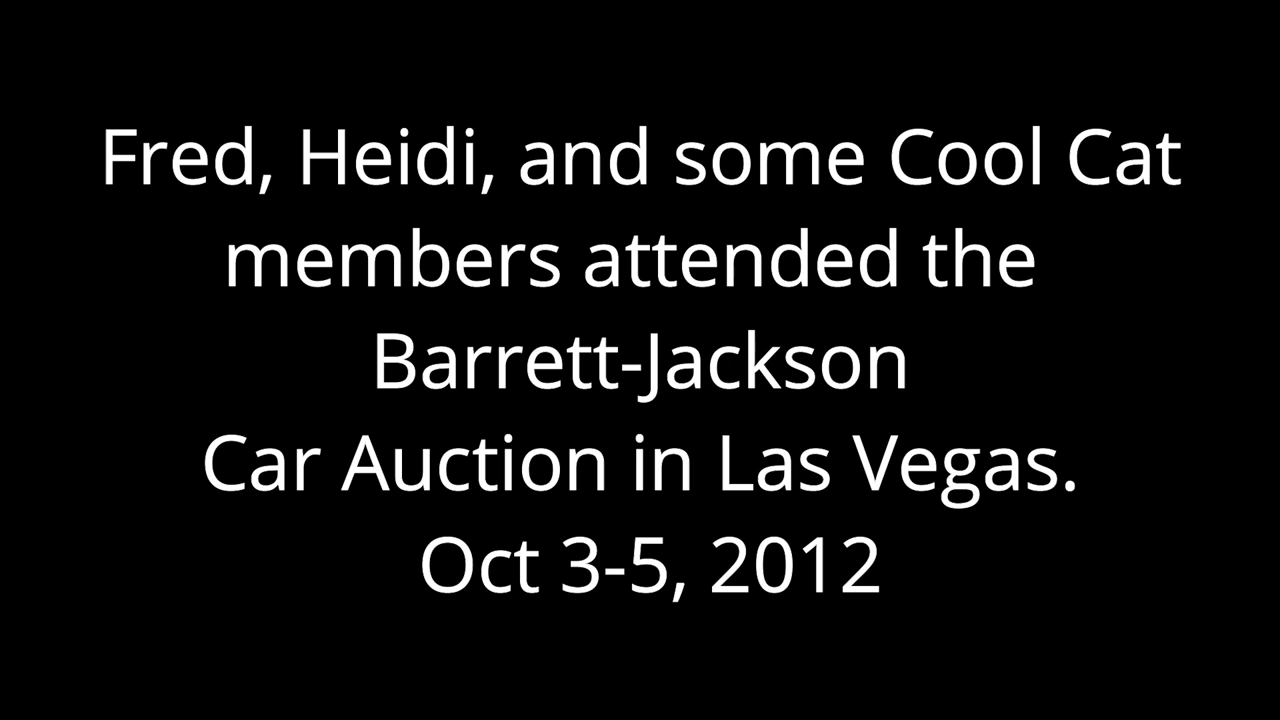 Fred, Heidi, and some Cool Cat
members attended the
Barrett-Jackson
Car Auction in Las Vegas.
Oct 3-5, 2012